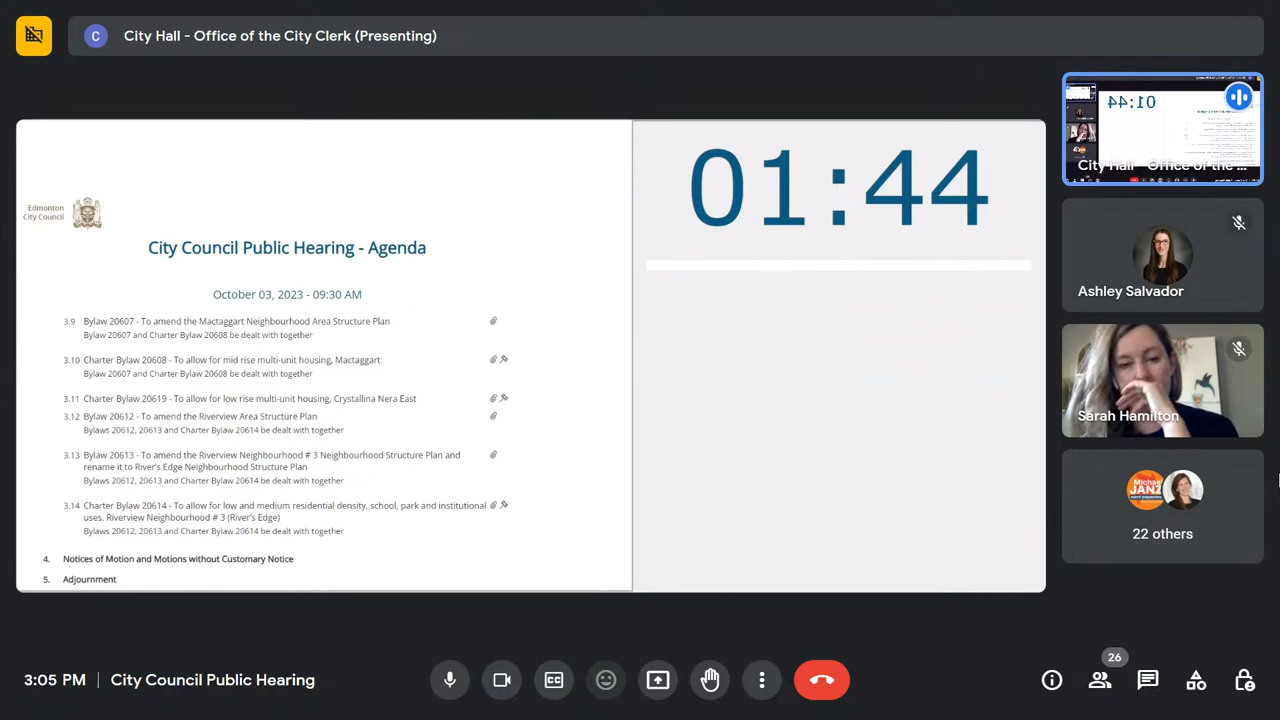 C
City Hall - Office of the City Clerk (Presenting)
Edmonton
City Council
City Council Public Hearing - Agenda
October 03, 2023 - 09:30 AM
3.9 Bylaw 20607 - To amend the Mactaggart Neighbourhood Area Structure Plan
Bylaw 20607 and Charter Bylaw 20608 be dealt with together
3.10 Charter Bylaw 20608 - To allow for mid rise multi-unit housing, Mactaggart
Bylaw 20607 and Charter Bylaw 20608 be dealt with together
3.11 Charter Bylaw 20619 - To allow for low rise multi-unit housing, Crystallina Nera East
3.12 Bylaw 20612 - To amend the Riverview Area Structure Plan
Bylaws 20612, 20613 and Charter Bylaw 20614 be dealt with together
3.13 Bylaw 20613 - To amend the Riverview Neighbourhood # 3 Neighbourhood Structure Plan and
rename it to River's Edge Neighbourhood Structure Plan
Bylaws 20612, 20613 and Charter Bylaw 20614 be dealt with together
3.14 Charter Bylaw 20614 - To allow for low and medium residential density, school, park and institutional
uses, Riverview Neighbourhood # 3 (River's Edge)
Bylaws 20612, 20613 and Charter Bylaw 20614 be dealt with together
4. Notices of Motion and Motions without Customary Notice
5. Adjournment
01:44
01:44
City Hall - Office of the ...
Ashley Salvador
Sarah Hamilton
Michael
JANZ
22 others
3:05 PM | City Council Public Hearing
CC
26